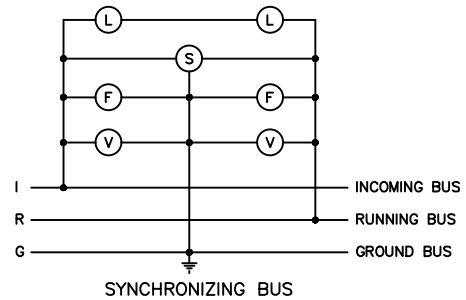 L L
S
F F
V V
I INCOMING BUS
R RUNNING BUS
G GROUND BUS
SYNCHRONIZING BUS